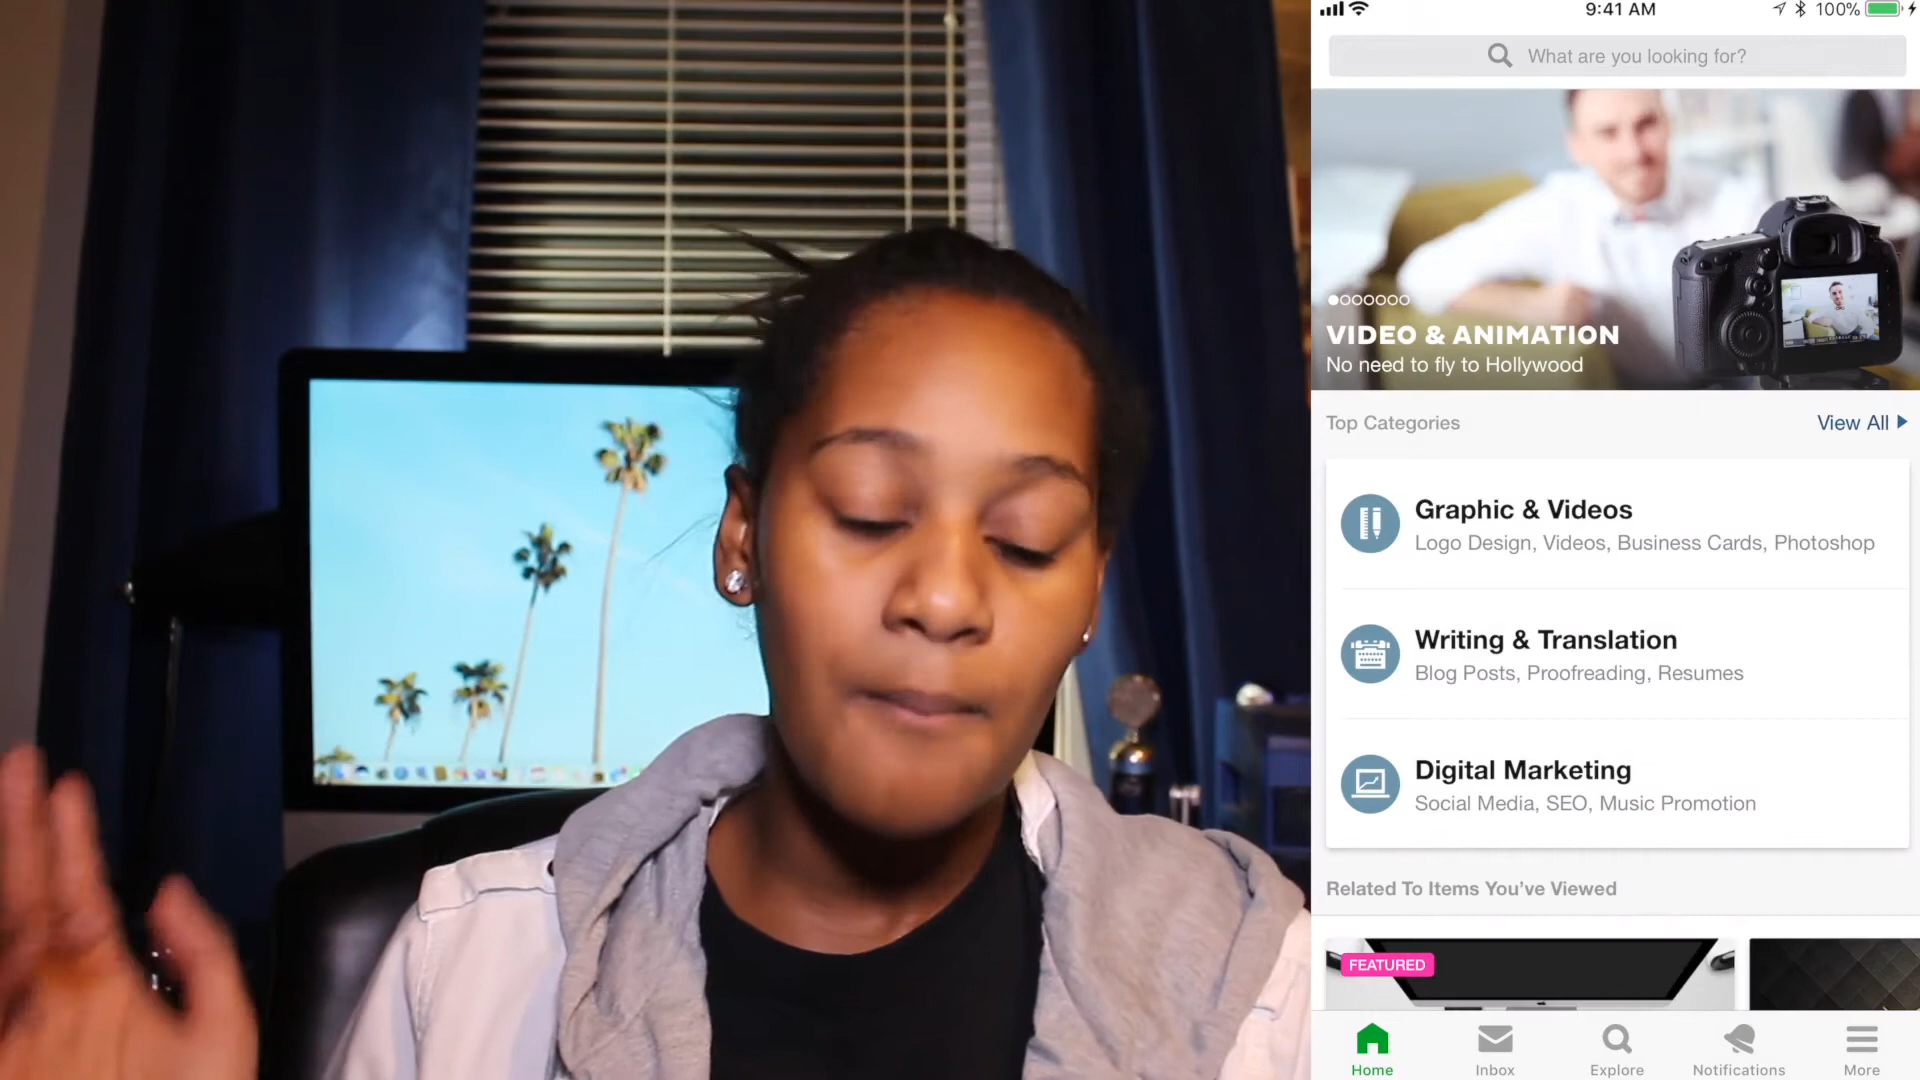 9:41 AM
100%
What are you looking for?
VIDEO & ANIMATION
No need to fly to Hollywood
Top Categories
View All
Graphic & Videos
Logo Design, Videos, Business Cards, Photoshop
Writing & Translation
Blog Posts, Proofreading, Resumes
Digital Marketing
Social Media, SEO, Music Promotion
Related To Items You’ve Viewed
FEATURED
Home
Inbox
Explore
Notifications
More